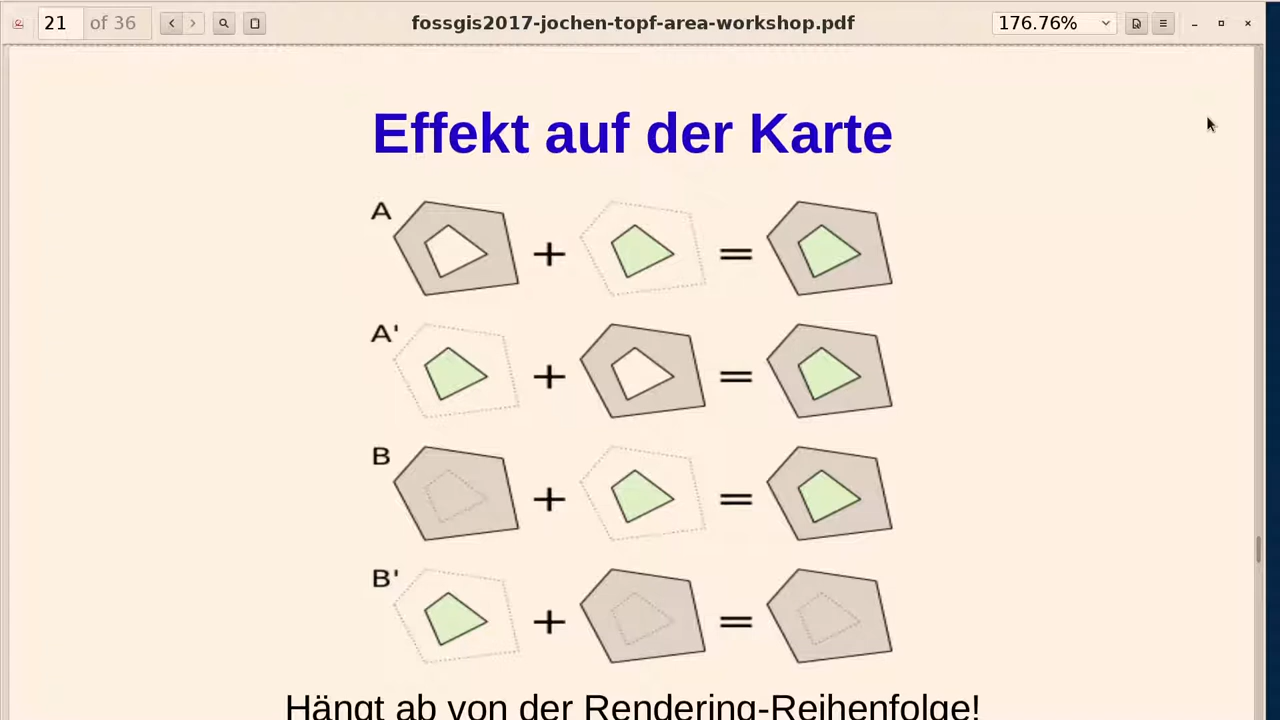 21 of 36
fossgis2017-jochen-topf-area-workshop.pdf
176.76%
Effekt auf der Karte
A + =
A' + =
B + =
B' + =
Hängt ab von der Rendering-Reihenfolge!